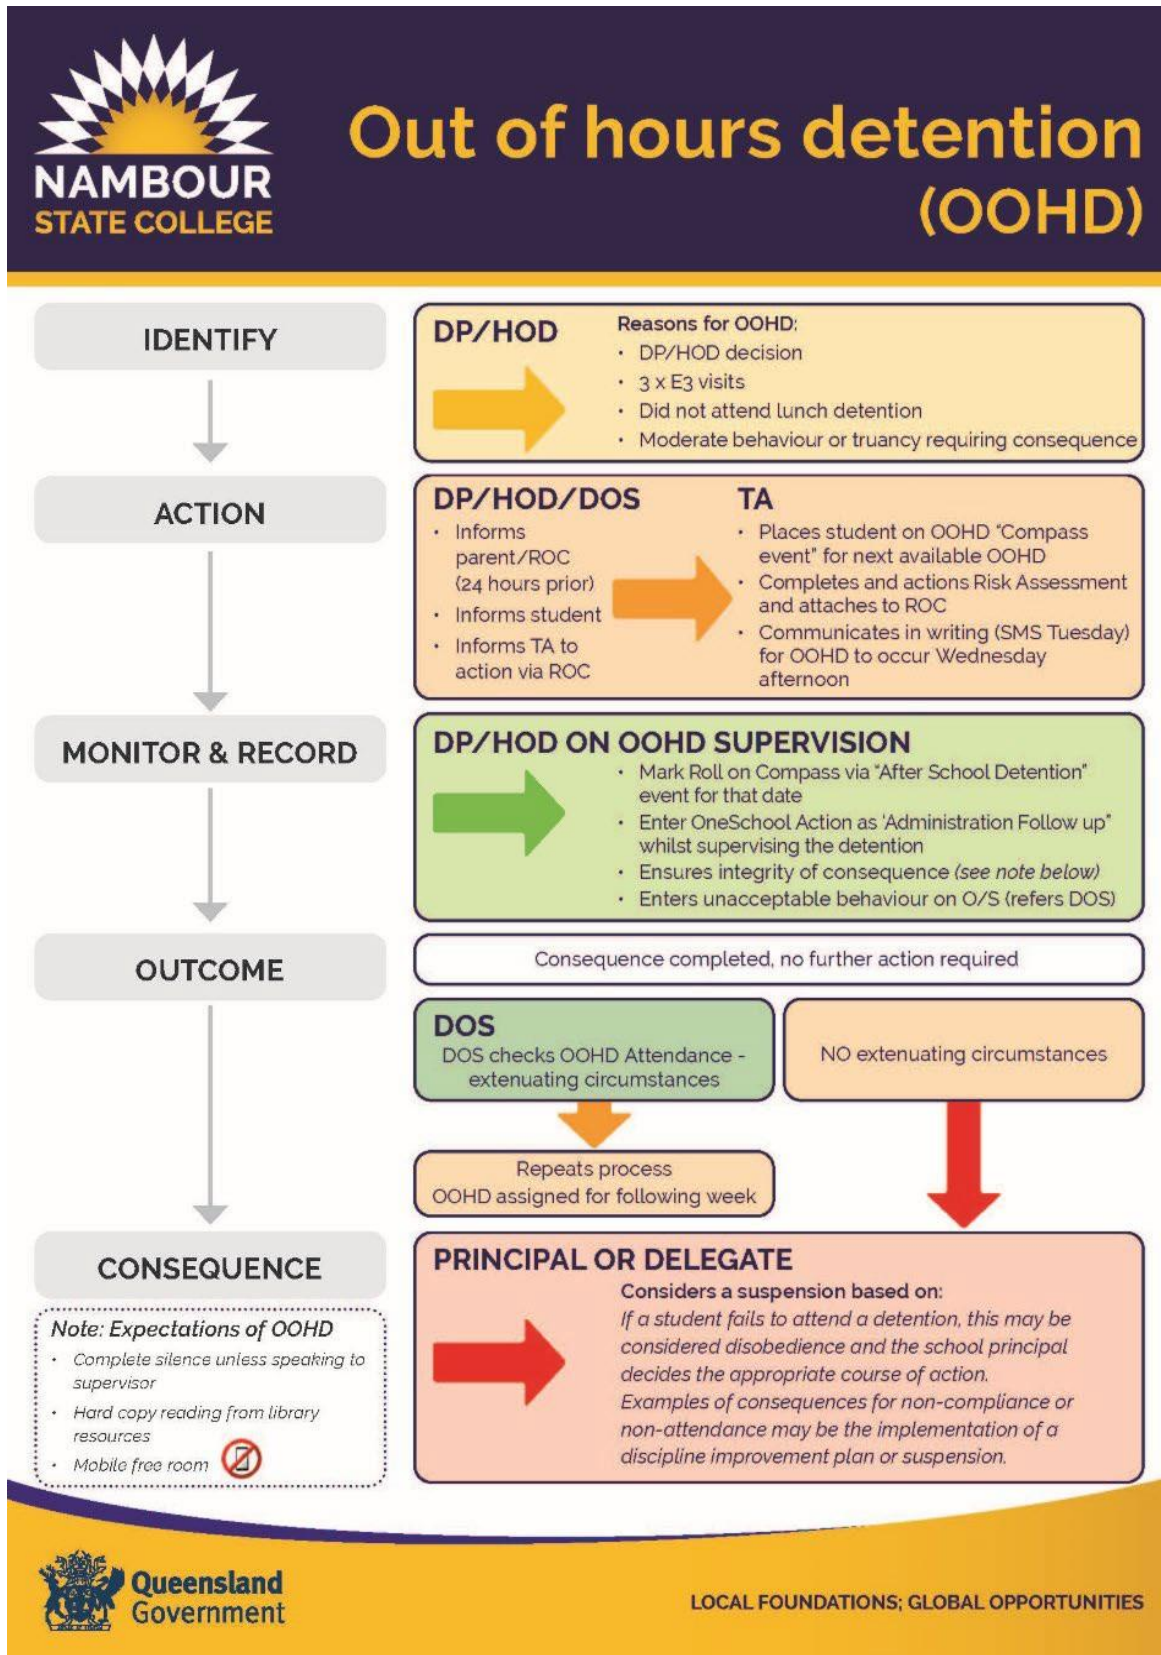 NAMBOUR
STATE COLLEGE
Out of hours detention
(OOHD)
IDENTIFY
DP/HOD
Reasons for OOHD:
• DP/HOD decision
• 3 x E3 visits
• Did not attend lunch detention
• Moderate behaviour or truancy requiring consequence
ACTION
DP/HOD/DOS
• Informs
parent/ROC
(24 hours prior)
• Informs student
• Informs TA to
action via ROC
TA
• Places student on OOHD "Compass
event" for next available OOHD
• Completes and actions Risk Assessment
and attaches to ROC
• Communicates in writing (SMS Tuesday)
for OOHD to occur Wednesday
afternoon
MONITOR & RECORD
DP/HOD ON OOHD SUPERVISION
• Mark Roll on Compass via "After School Detention"
event for that date
• Enter OneSchool Action as 'Administration Follow up"
whilst supervising the detention
• Ensures integrity of consequence (see note below)
• Enters unacceptable behaviour on O/S (refers DOS)
OUTCOME
Consequence completed, no further action required
DOS
DOS checks OOHD Attendance -
extenuating circumstances
NO extenuating circumstances
Repeats process
OOHD assigned for following week
CONSEQUENCE
Note: Expectations of OOHD
• Complete silence unless speaking to
supervisor
• Hard copy reading from library
resources
• Mobile free room
PRINCIPAL OR DELEGATE
Considers a suspension based on:
If a student fails to attend a detention, this may be
considered disobedience and the school principal
decides the appropriate course of action.
Examples of consequences for non-compliance or
non-attendance may be the implementation of a
discipline improvement plan or suspension.
Queensland
Government
LOCAL FOUNDATIONS; GLOBAL OPPORTUNITIES